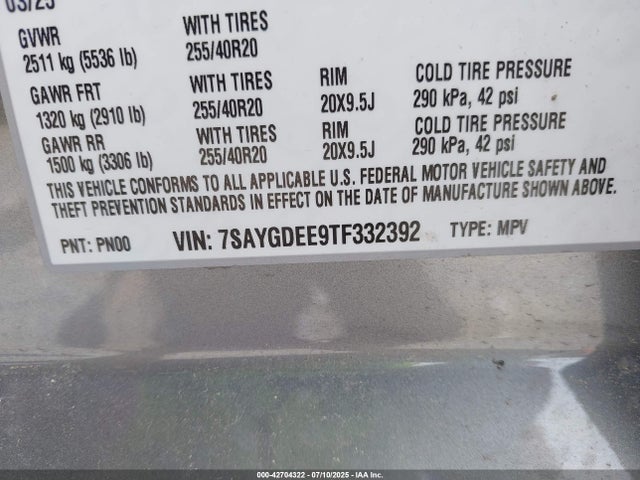 03/25
GVWR WITH TIRES
2511 kg (5536 lb) 255/40R20
GAWR FRT WITH TIRES RIM COLD TIRE PRESSURE
1320 kg (2910 lb) 255/40R20 20X9.5J 290 kPa, 42 psi
GAWR RR WITH TIRES RIM COLD TIRE PRESSURE
1500 kg (3306 lb) 255/40R20 20X9.5J 290 kPa, 42 psi
THIS VEHICLE CONFORMS TO ALL APPLICABLE U.S. FEDERAL MOTOR VEHICLE SAFETY AND
THEFT PREVENTION STANDARDS IN EFFECT ON THE DATE OF MANUFACTURE SHOWN ABOVE.
PNT: PN00 VIN: 7SAYGDEE9TF332392 TYPE: MPV
000-42704322 - 07/10/2025 - IAA Inc.